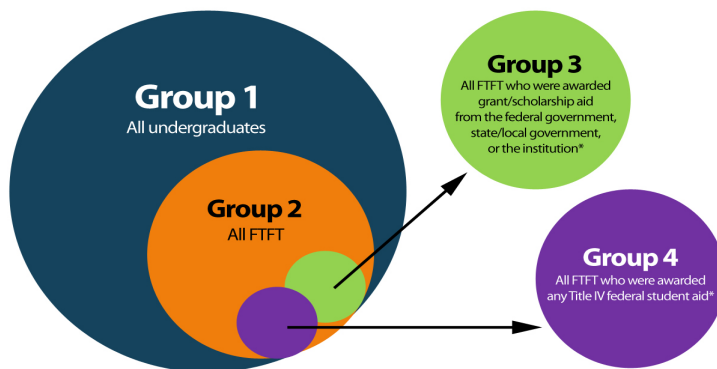 Group 1
All undergraduates
Group 2
All FTFT
Group 3
All FTFT who were awarded
grant/scholarship aid
from the federal government,
state/local government,
or the institution*
Group 4
All FTFT who were awarded
any Title IV federal student aid*